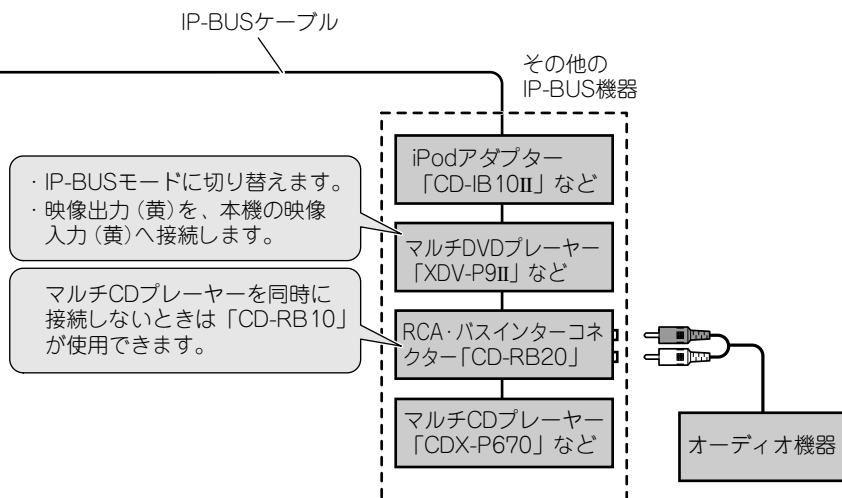 IP-BUSケーブル
その他の
IP-BUS機器
iPodアダプター
「CD-IB10II」など
・IP-BUSモードに切り替えます。
・映像出力（黄）を、本機の映像
入力（黄）へ接続します。
マルチDVDプレーヤー
「XDV-P9II」など
マルチCDプレーヤーを同時に
接続しないときは「CD-RB10」
が使用できます。
RCA・バスインターコネ
クター「CD-RB20」
マルチCDプレーヤー
「CDX-P670」など
オーディオ機器